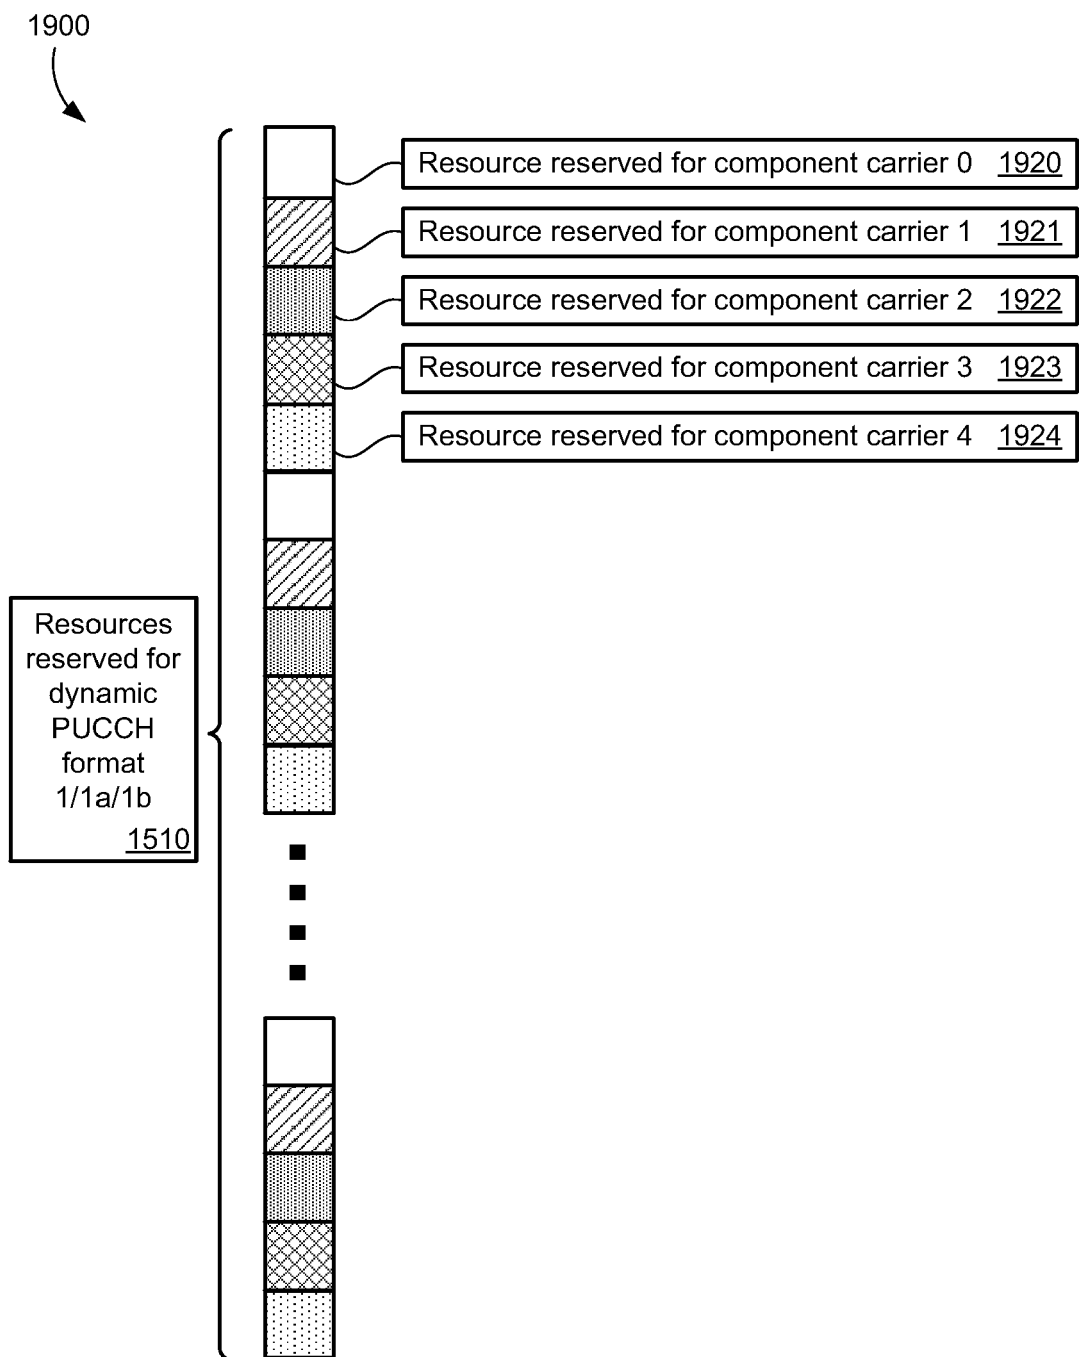 1900
Resource reserved for component carrier 0 1920
Resource reserved for component carrier 1 1921
Resource reserved for component carrier 2 1922
Resource reserved for component carrier 3 1923
Resource reserved for component carrier 4 1924
Resources
reserved for
dynamic
PUCCH
format
1/1a/1b
1510